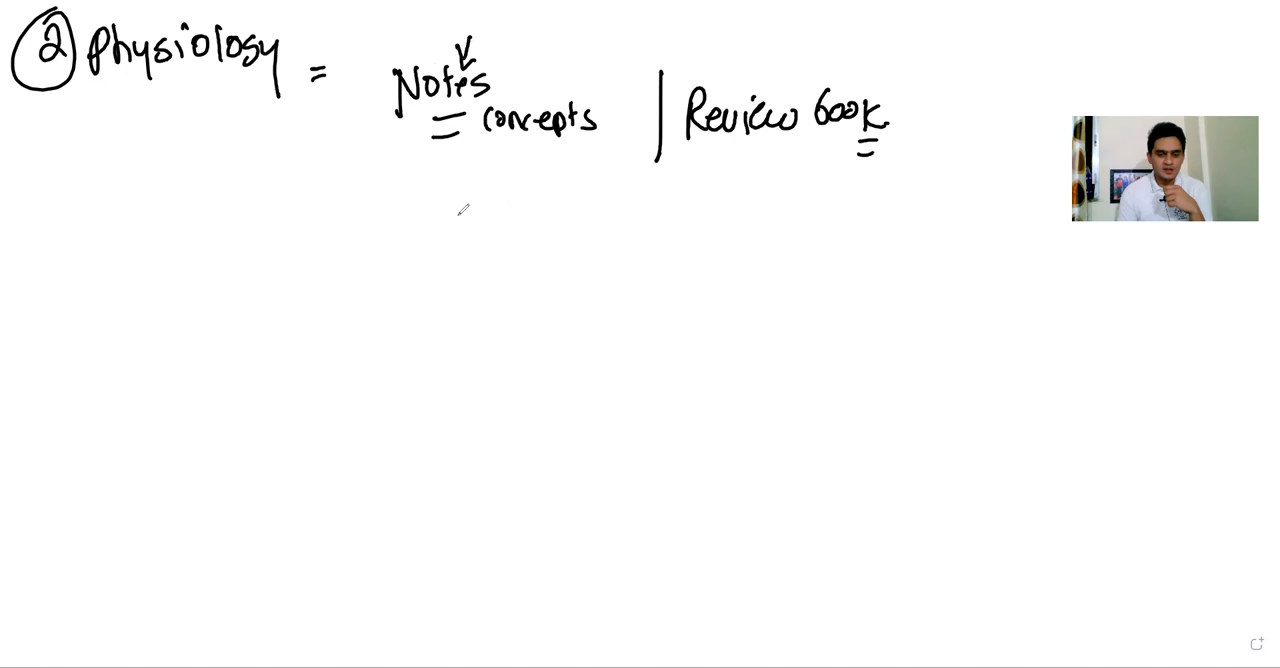 ② Physiology = Notes | Review book
concepts